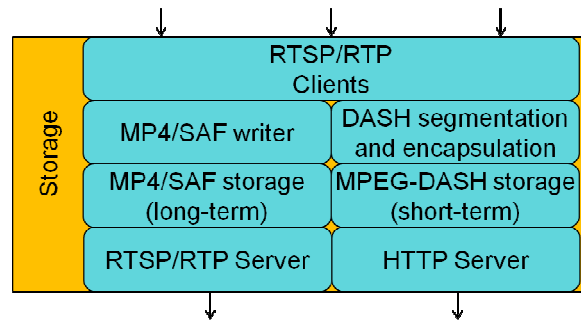 Storage
RTSP/RTP
Clients
MP4/SAF writer
DASH segmentation
and encapsulation
MP4/SAF storage
(long-term)
MPEG-DASH storage
(short-term)
RTSP/RTP Server
HTTP Server